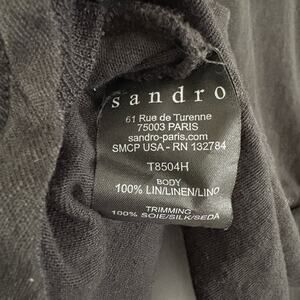 sandro
61 Rue de Turenne
75003 PARIS
sandro-paris.com
SMCP USA - RN 132784
T8504H
BODY
100% LIN/LINEN/LINO
TRIMMING
100% SOIE/SILK/SEDA